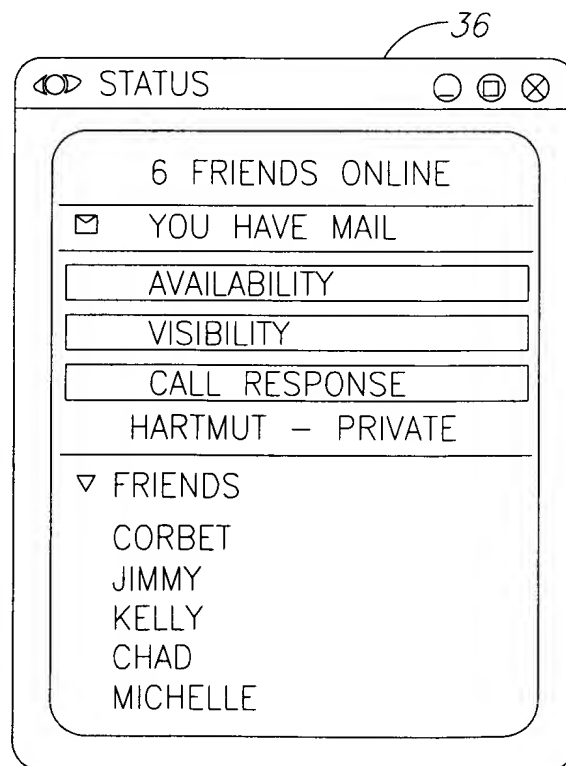 36
STATUS
6 FRIENDS ONLINE
YOU HAVE MAIL
AVAILABILITY
VISIBILITY
CALL RESPONSE
HARTMUT – PRIVATE
FRIENDS
CORBET
JIMMY
KELLY
CHAD
MICHELLE